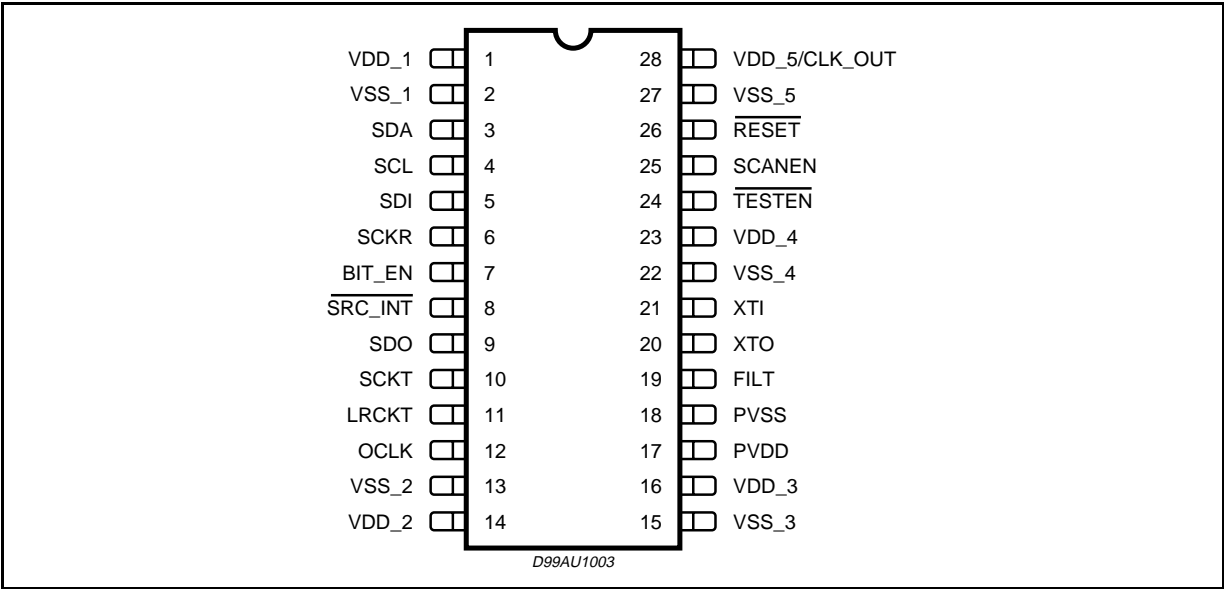 VDD_1 1 28 VDD_5/CLK_OUT
VSS_1 2 27 VSS_5
SDA 3 26 RESET
SCL 4 25 SCANEN
SDI 5 24 TESTEN
SCKR 6 23 VDD_4
BIT_EN 7 22 VSS_4
SRC_INT 8 21 XTI
SDO 9 20 XTO
SCKT 10 19 FILT
LRCKT 11 18 PVSS
OCLK 12 17 PVDD
VSS_2 13 16 VDD_3
VDD_2 14 15 VSS_3
D99AU1003